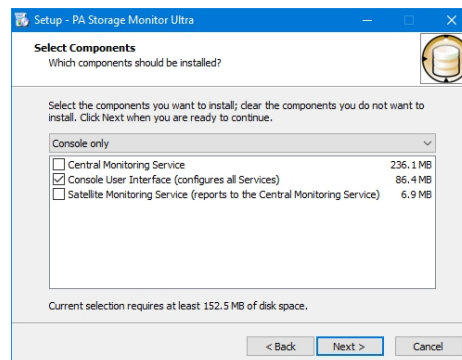 Setup - PA Storage Monitor Ultra
Select Components
Which components should be installed?
Select the components you want to install; clear the components you do not want to
install. Click Next when you are ready to continue.
Console only
Central Monitoring Service 236.1 MB
Console User Interface (configures all Services) 86.4 MB
Satellite Monitoring Service (reports to the Central Monitoring Service) 6.9 MB
Current selection requires at least 152.5 MB of disk space.
< Back Next > Cancel